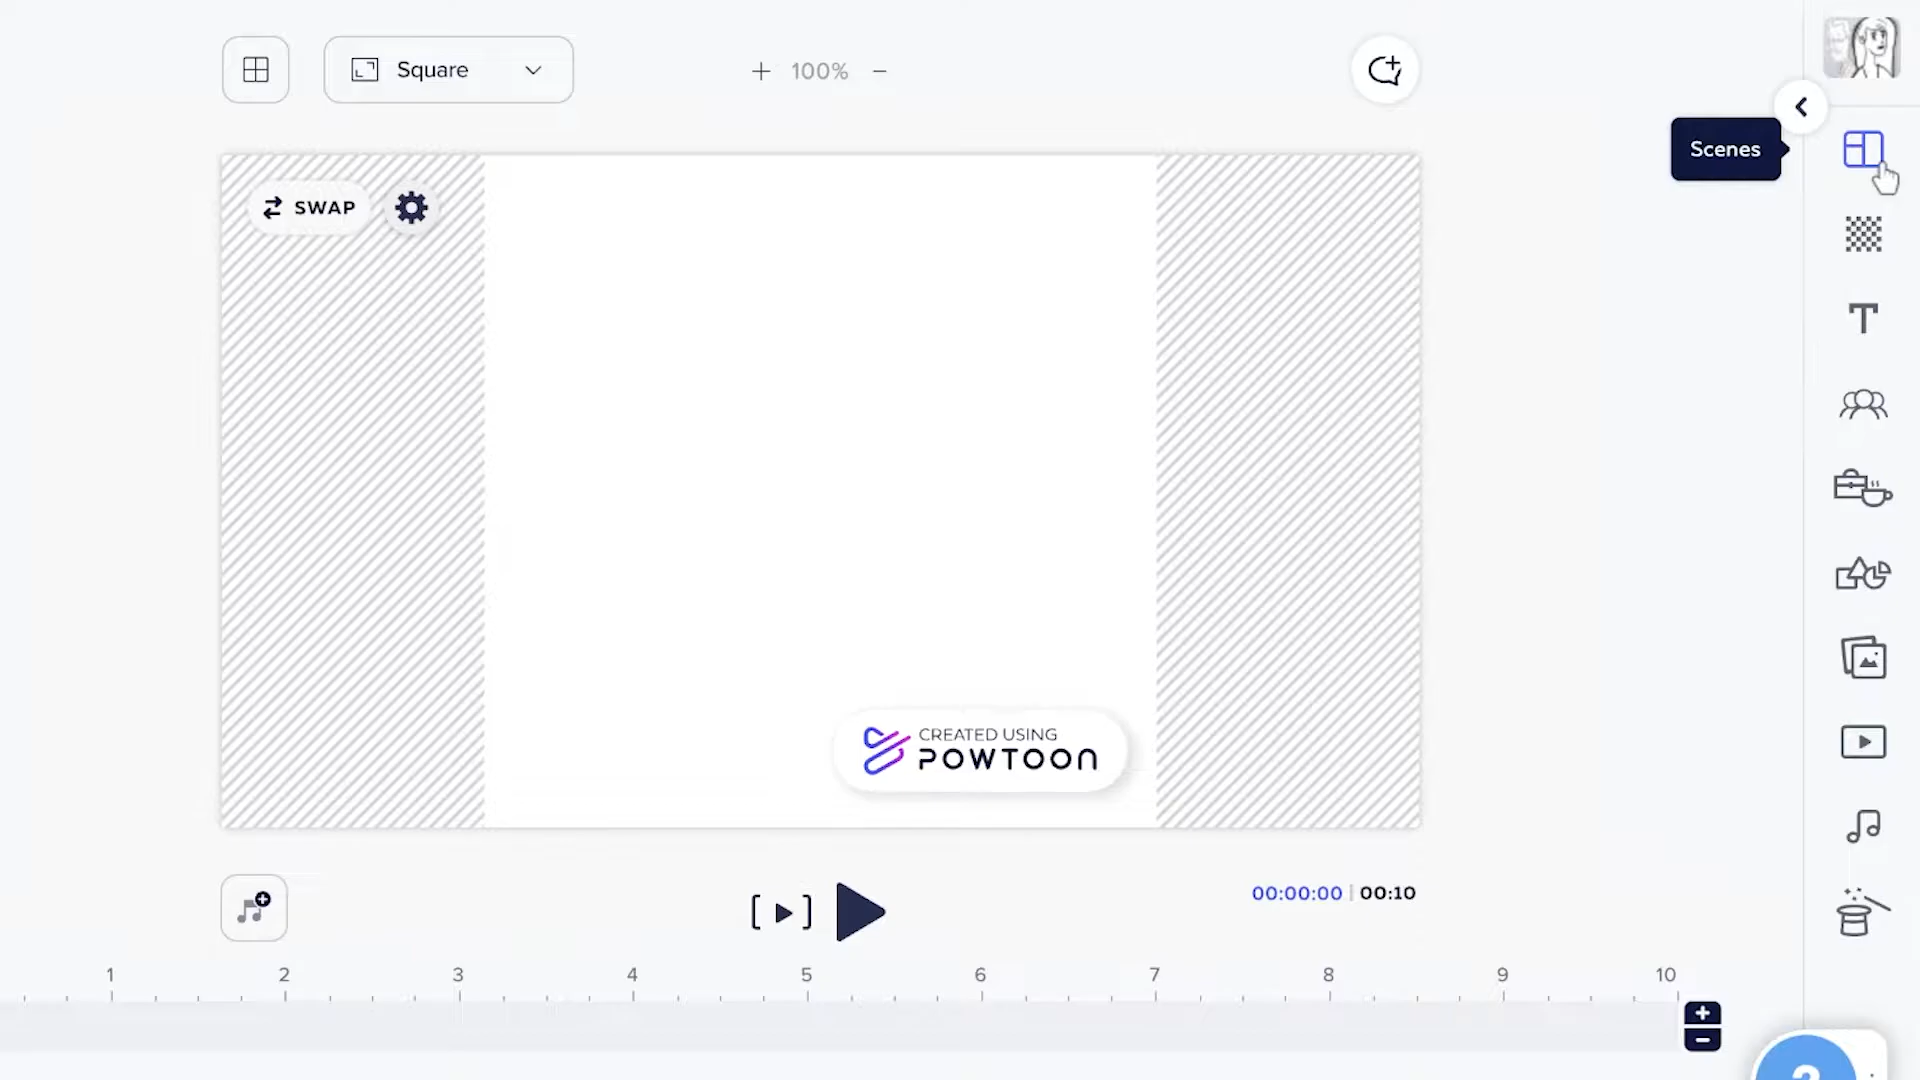 Square
100%
Scenes
SWAP
CREATED USING
POWTOON
00:00:00 | 00:10
1 2 3 4 5 6 7 8 9 10